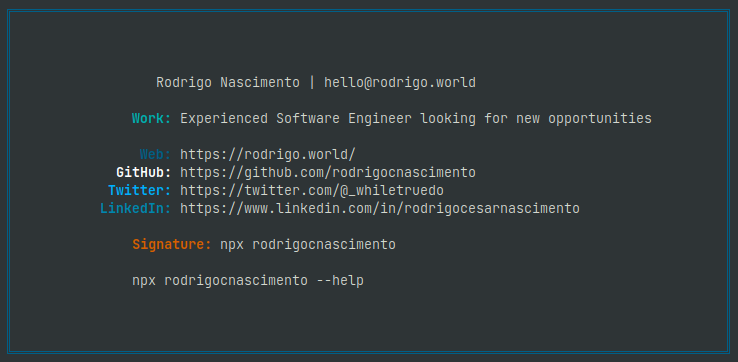 Rodrigo Nascimento | hello@rodrigo.world
Work: Experienced Software Engineer looking for new opportunities
Web: https://rodrigo.world/
GitHub: https://github.com/rodrigocnascimento
Twitter: https://twitter.com/@_whiletruedo
LinkedIn: https://www.linkedin.com/in/rodrigocesarnascimento
Signature: npx rodrigocnascimento
npx rodrigocnascimento --help